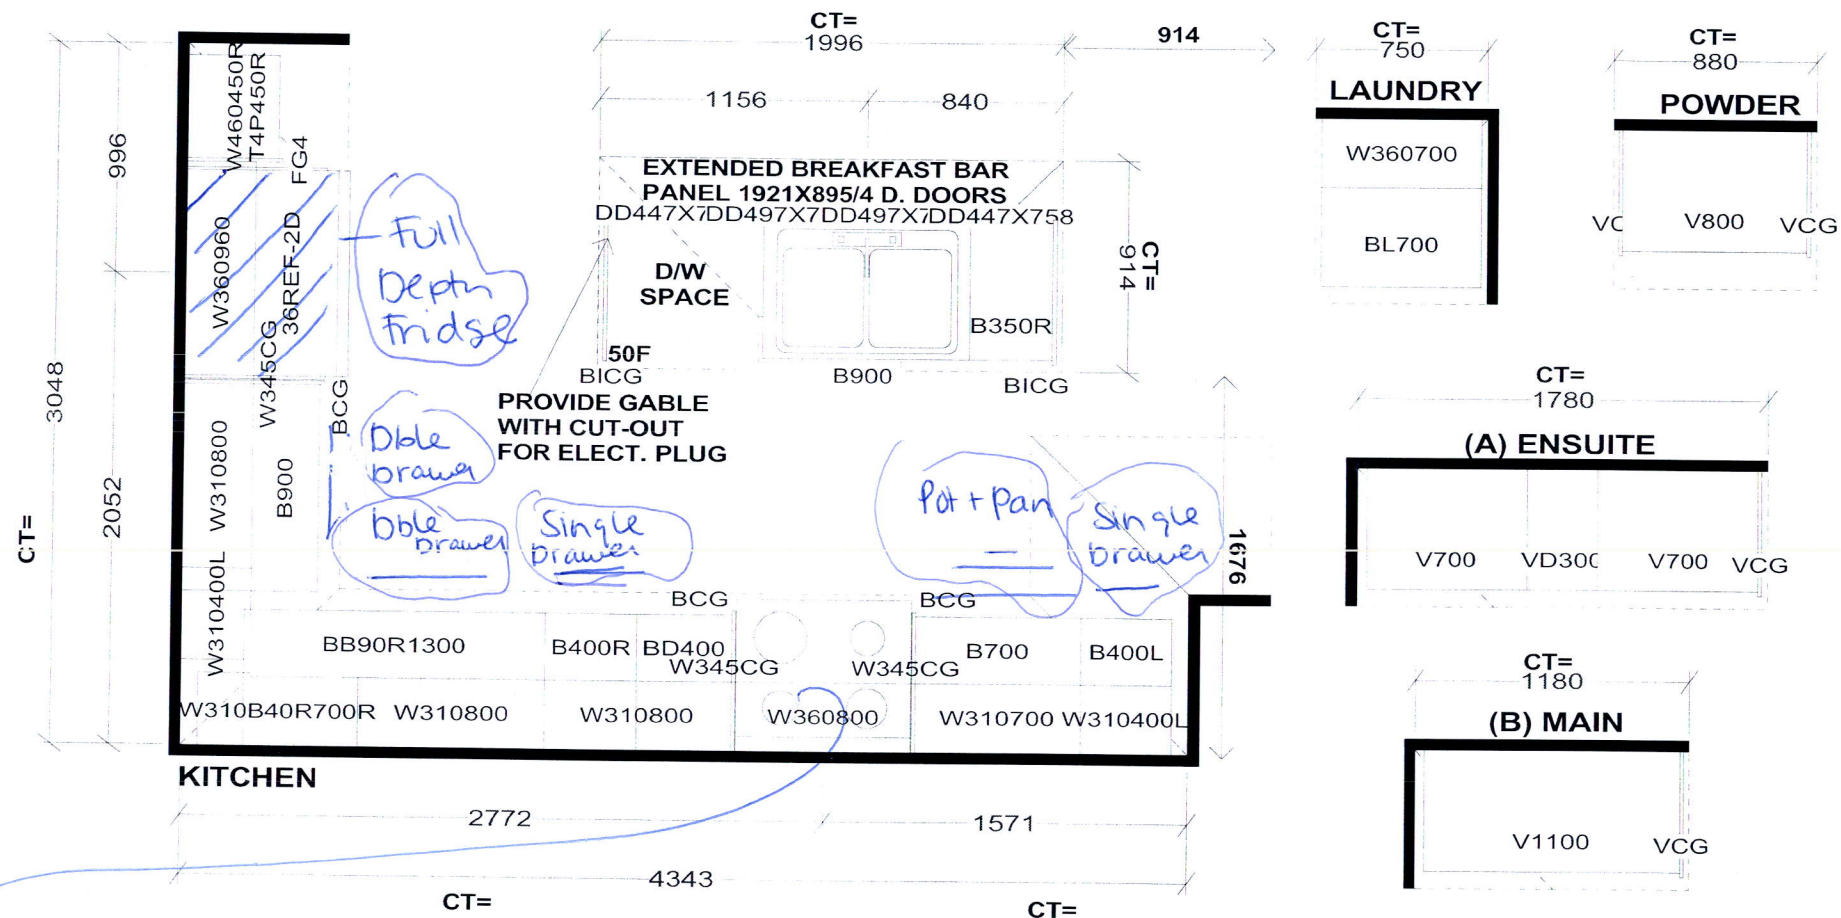 CT=
1996
914
1156
840
EXTENDED BREAKFAST BAR
PANEL 1921X895/4 D. DOORS
DD447X7
DD497X7
DD497X7
DD447X758
D/W
SPACE
B350R
50F
BICG
B900
BICG
CT=
914
PROVIDE GABLE
WITH CUT-OUT
FOR ELECT. PLUG
996
3048
2052
CT=
W460450R
T4P450R
FG4
W360960
36REF-2D
W345CG
BCG
W310800
B900
W310400L
Full
Depth
Fridge
Dble
drawer
Dble
Drawer
Single
Drawer
Pot + Pan
Single
Drawer
1676
BCG
BCG
BB90R1300
B400R
BD400
W345CG
W345CG
B700
B400L
W310B40R700R
W310800
W310800
W360800
W310700
W310400L
KITCHEN
2772
1571
4343
CT=
CT=
CT=
750
LAUNDRY
W360700
BL700
CT=
880
POWDER
VC
V800
VCG
CT=
1780
(A) ENSUITE
V700
VD300
V700
VCG
CT=
1180
(B) MAIN
V1100
VCG